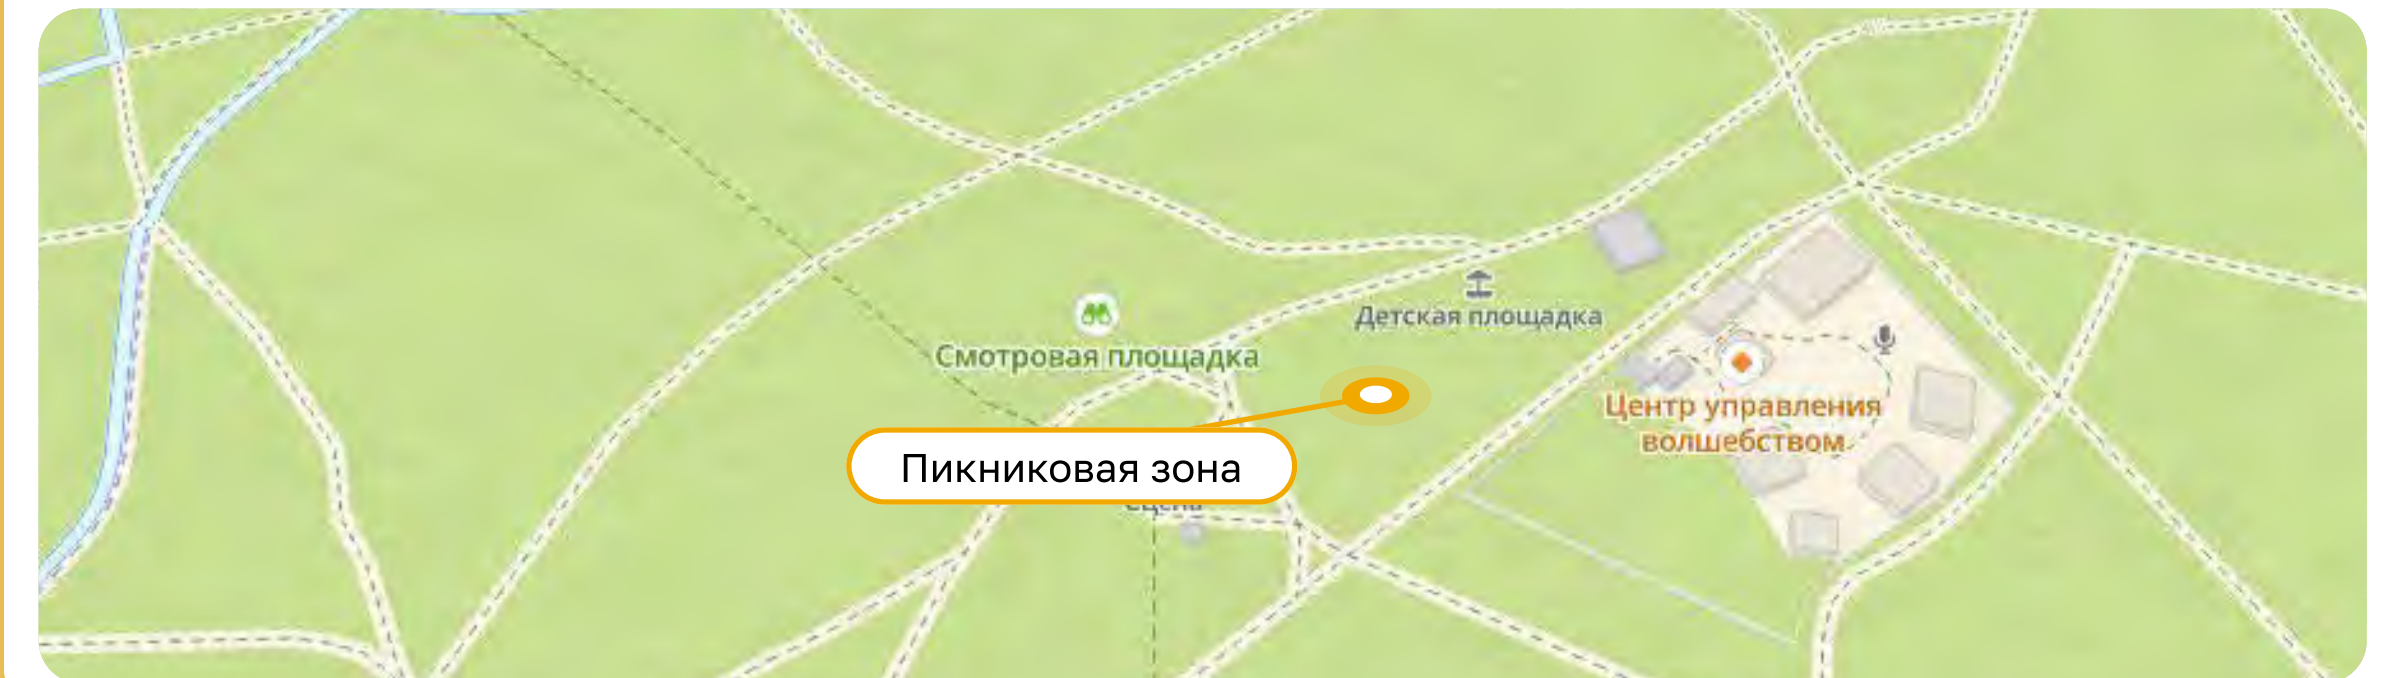 Детская площадка
Смотровая площадка
Центр управления
волшебством
Пикниковая зона